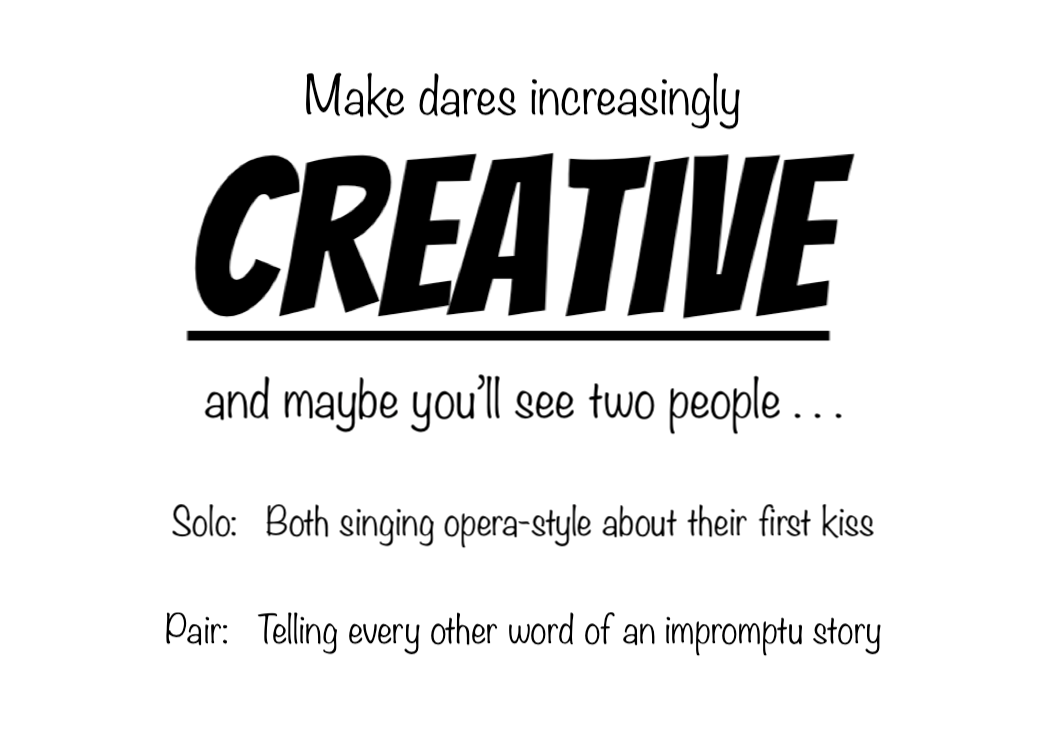 Make dares increasingly
CREATIVE
and maybe you’ll see two people . . .
Solo: Both singing opera-style about their first kiss
Pair: Telling every other word of an impromptu story